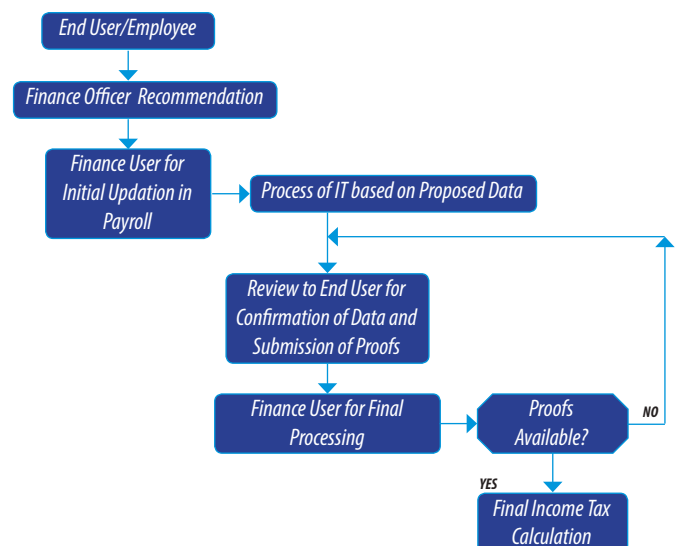 End User/Employee
Finance Officer Recommendation
Finance User for
Initial Updation in
Payroll
Process of IT based on Proposed Data
Review to End User for
Confirmation of Data and
Submission of Proofs
Finance User for Final
Processing
Proofs
Available?
NO
YES
Final Income Tax
Calculation